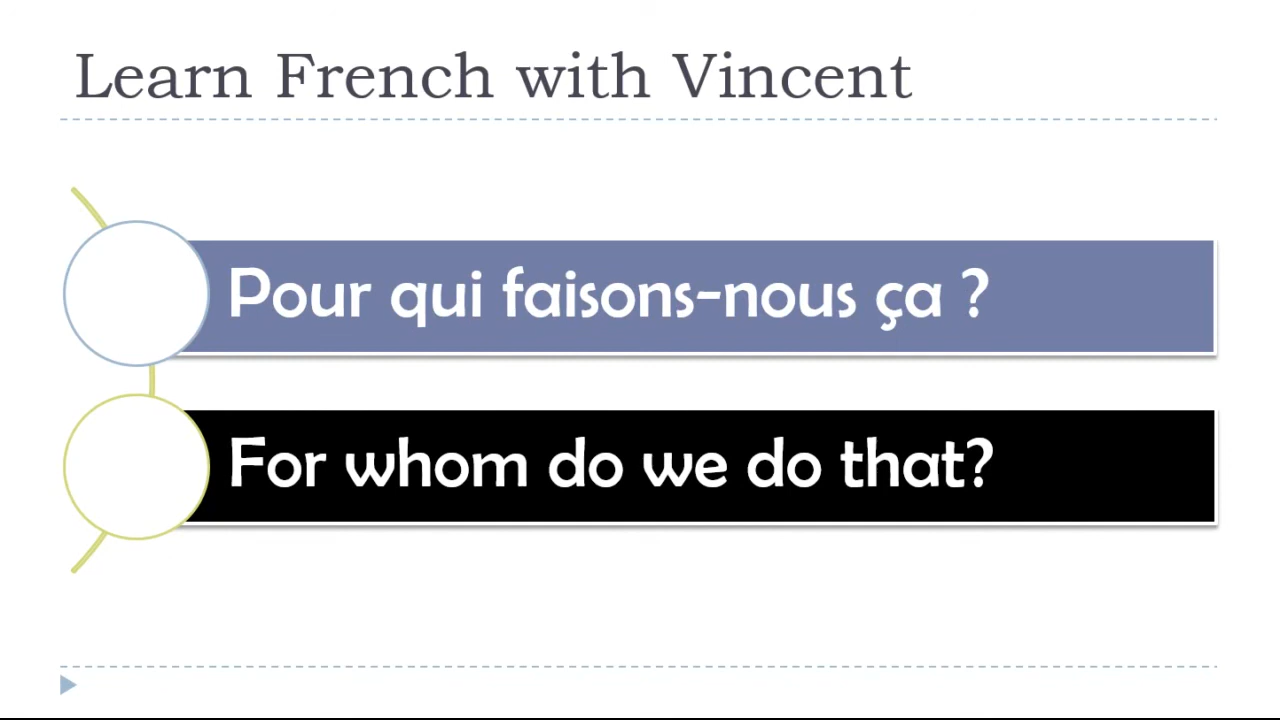 Learn French with Vincent
Pour qui faisons-nous ça ?
For whom do we do that?